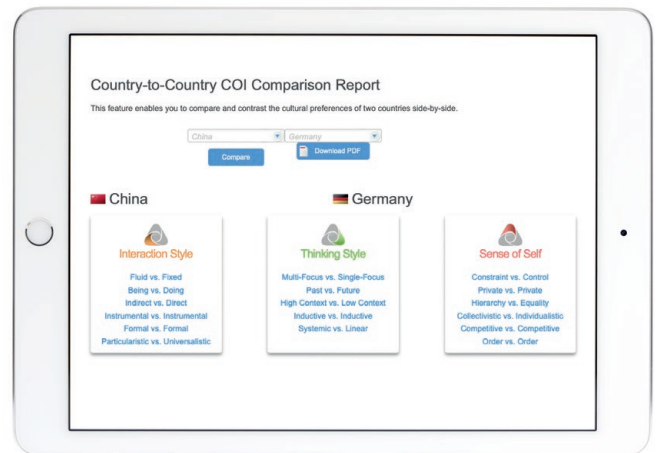 Country-to-Country COI Comparison Report
This feature enables you to compare and contrast the cultural preferences of two countries side-by-side.
China
Germany
Compare
Download PDF
China
Germany
Interaction Style
Fluid vs. Fixed
Being vs. Doing
Indirect vs. Direct
Instrumental vs. Instrumental
Formal vs. Formal
Particularistic vs. Universalistic
Thinking Style
Multi-Focus vs. Single-Focus
Past vs. Future
High Context vs. Low Context
Inductive vs. Inductive
Systemic vs. Linear
Sense of Self
Constraint vs. Control
Private vs. Private
Hierarchy vs. Equality
Collectivistic vs. Individualistic
Competitive vs. Competitive
Order vs. Order